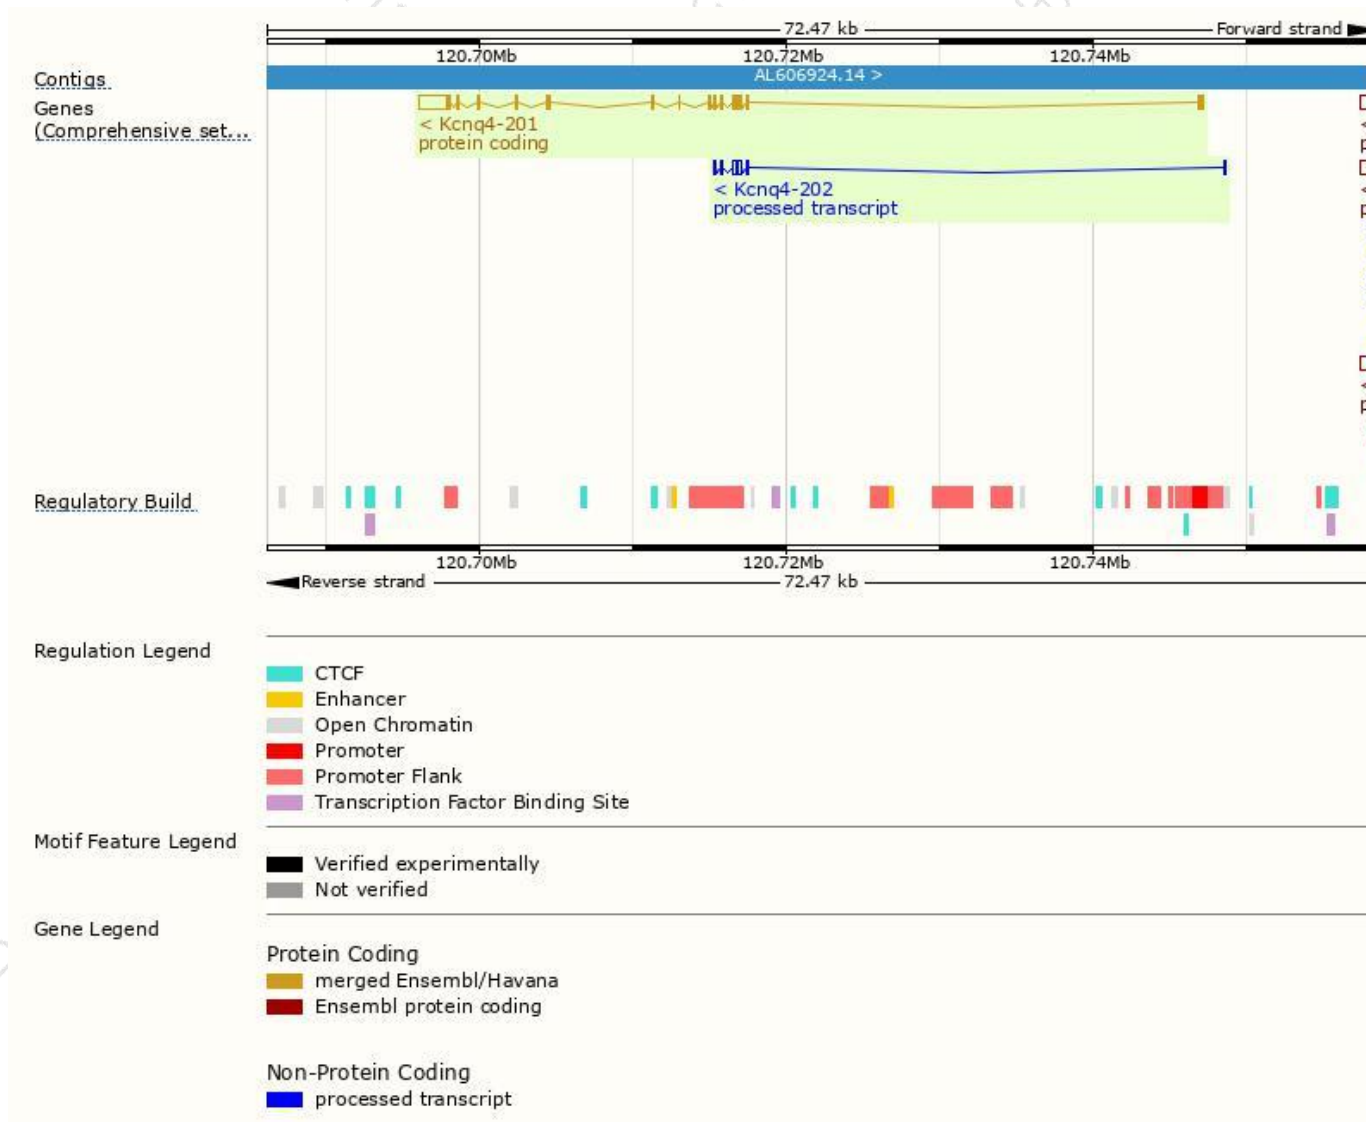 72.47 kb Forward strand
120.70Mb 120.72Mb 120.74Mb
Contigs AL606924.14 >
Genes
(Comprehensive set...
< Kcnq4-201
protein coding
< Kcnq4-202
processed transcript
Regulatory Build
120.70Mb 120.72Mb 120.74Mb
Reverse strand 72.47 kb
Regulation Legend
CTCF
Enhancer
Open Chromatin
Promoter
Promoter Flank
Transcription Factor Binding Site
Motif Feature Legend
Verified experimentally
Not verified
Gene Legend
Protein Coding
merged Ensembl/Havana
Ensembl protein coding
Non-Protein Coding
processed transcript